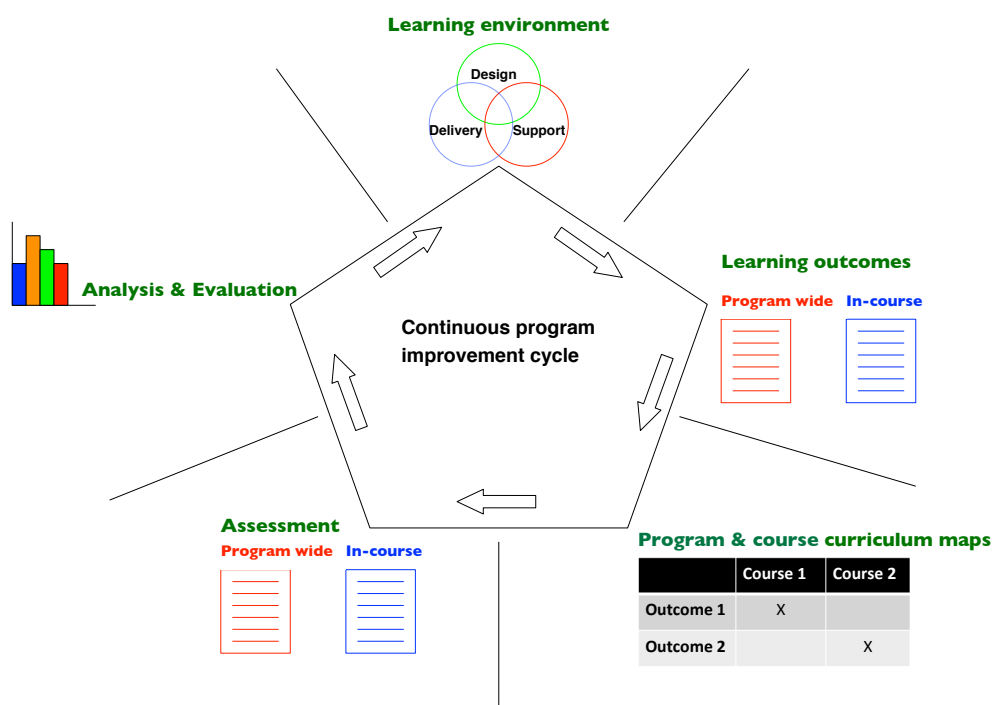 Learning environment
Design
Delivery Support
Learning outcomes
Program wide In-course
Analysis & Evaluation
Continuous program
improvement cycle
Assessment
Program wide In-course
Program & course curriculum maps
Course 1 Course 2
Outcome 1 X
Outcome 2 X